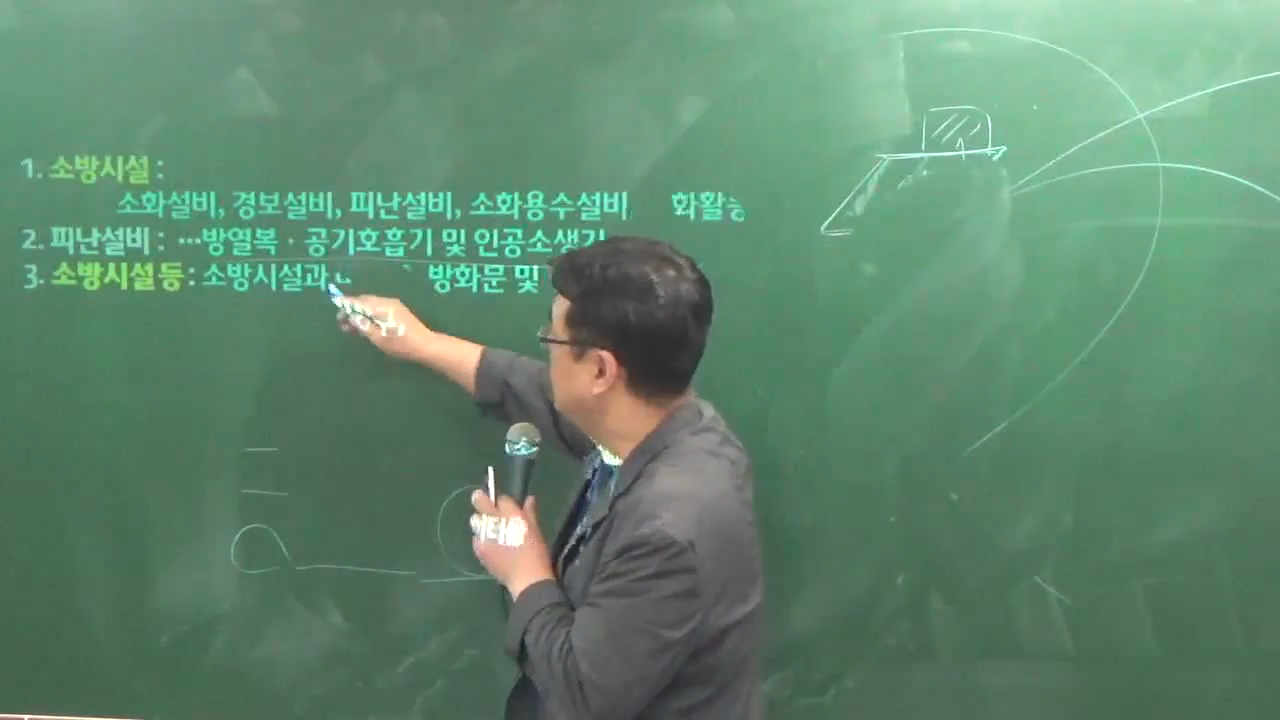 1. 소방시설 :
소화설비, 경보설비, 피난설비, 소화용수설비, 화활동
2. 피난설비 : …방열복 · 공기호흡기 및 인공소생기
3. 소방시설 등 : 소방시설과 방화문 및